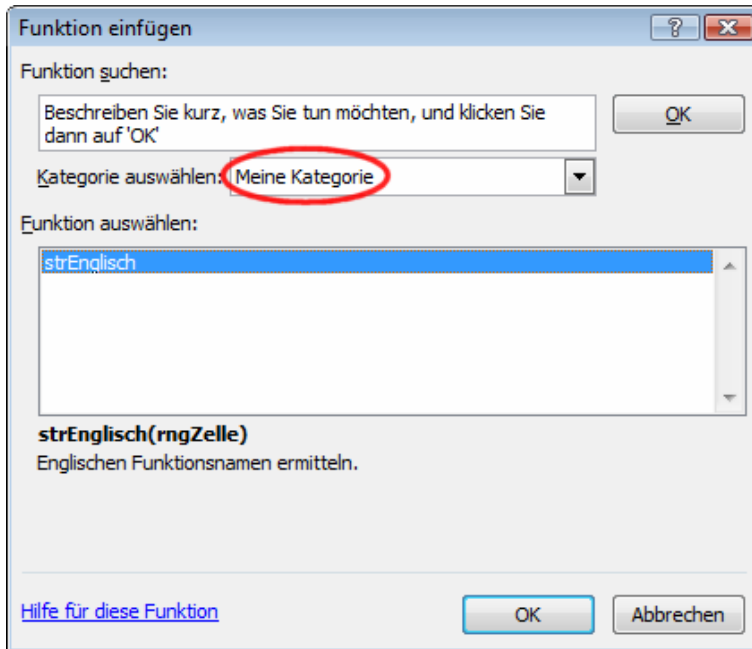 Funktion einfügen
Funktion suchen:
Beschreiben Sie kurz, was Sie tun möchten, und klicken Sie
dann auf 'OK'
OK
Kategorie auswählen: Meine Kategorie
Funktion auswählen:
strEnglisch
strEnglisch(rngZelle)
Englischen Funktionsnamen ermitteln.
Hilfe für diese Funktion
OK
Abbrechen